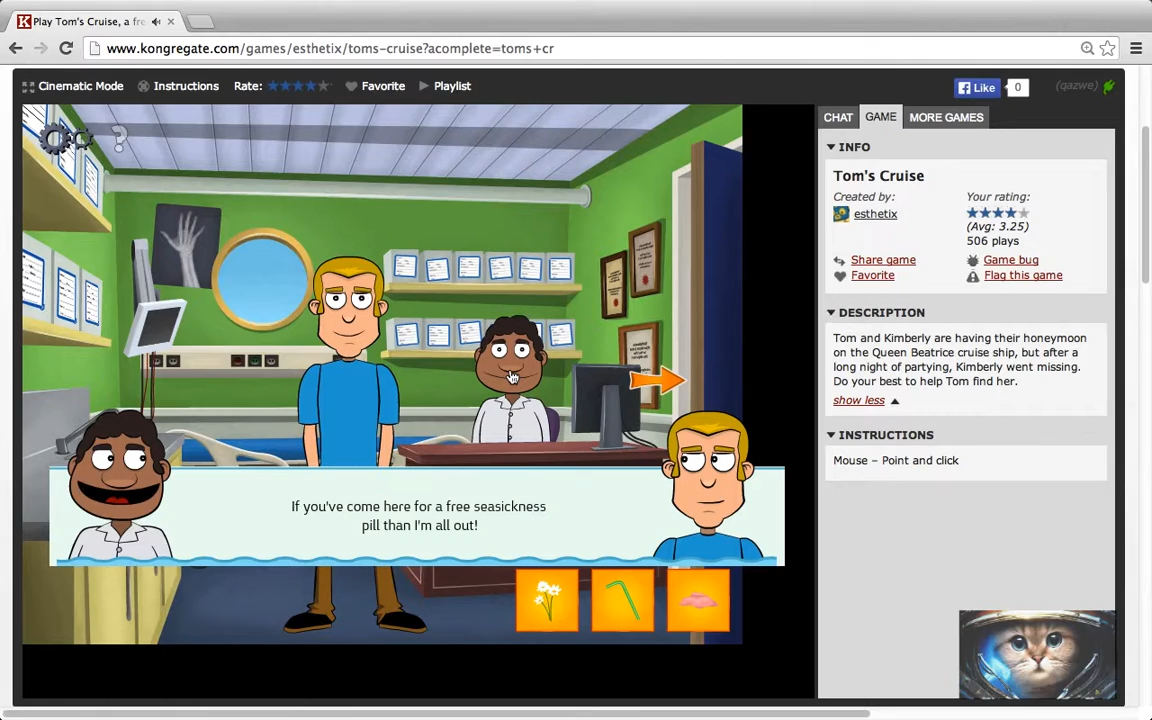 Play Tom's Cruise, a fre
www.kongregate.com/games/esthetix/toms-cruise?acomplete=toms+cr
Cinematic Mode
Instructions
Rate:
Favorite
Playlist
Like
0
(qazwe)
CHAT
GAME
MORE GAMES
INFO
Tom's Cruise
Created by:
esthetix
Your rating:
(Avg: 3.25)
506 plays
Share game
Favorite
Game bug
Flag this game
DESCRIPTION
Tom and Kimberly are having their honeymoon
on the Queen Beatrice cruise ship, but after a
long night of partying, Kimberly went missing.
Do your best to help Tom find her.
show less
INSTRUCTIONS
Mouse – Point and click
If you've come here for a free seasickness
pill than I'm all out!